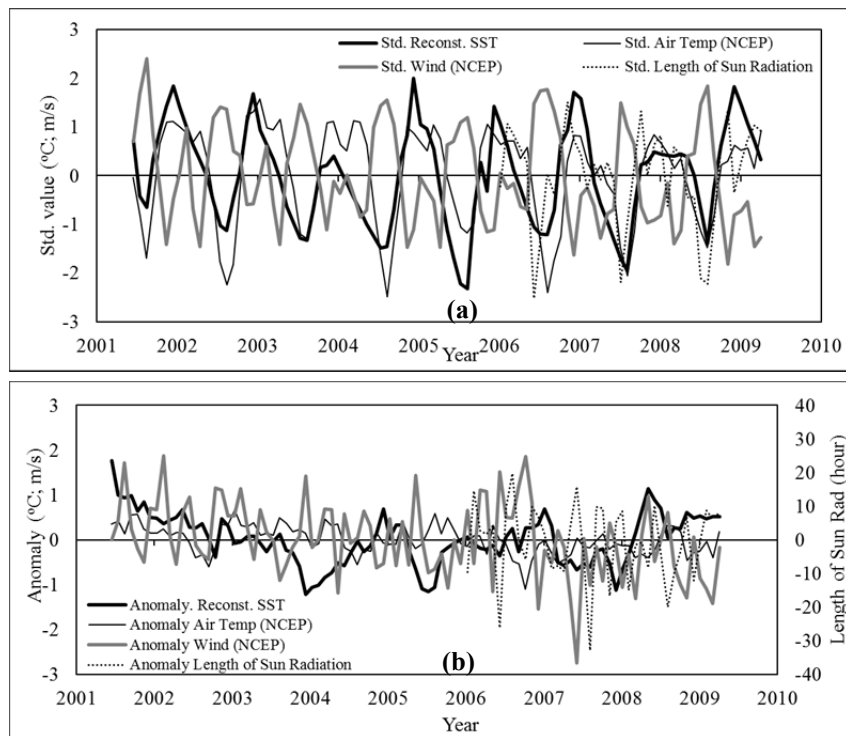 3
Std. Reconst. SST
Std. Air Temp (NCEP)
Std. Wind (NCEP)
Std. Length of Sun Radiation
2
1
0
-1
-2
-3
Std. value (ºC; m/s)
(a)
2001 2002 2003 2004 2005 2006 2007 2008 2009 2010
Year
3
2
1
0
-1
-2
-3
Anomaly (ºC; m/s)
40
30
20
10
0
-10
-20
-30
-40
Length of Sun Rad (hour)
Anomaly. Reconst. SST
Anomaly Air Temp (NCEP)
Anomaly Wind (NCEP)
Anomaly Length of Sun Radiation
(b)
2001 2002 2003 2004 2005 2006 2007 2008 2009 2010
Year